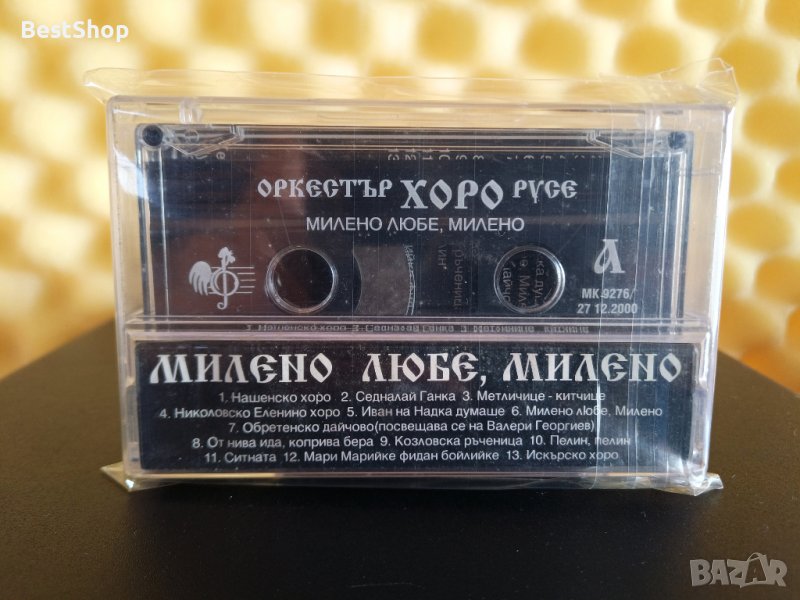 BestShop
ОРКЕСТЪР ХОРО РУСЕ
МИЛЕНО ЛЮБЕ, МИЛЕНО
А
МК 9276/
27 12.2000
МИЛЕНО ЛЮБЕ, МИЛЕНО
1. Нашенско хоро 2. Седналай Ганка 3. Метличице - китчице
4. Николовско Еленино хоро 5. Иван на Надка думаше 6. Милено любе, Милено
7. Обретенско дайчово(посвещава се на Валери Георгиев)
8. От нива ида, коприва бера 9. Козловска ръченица 10. Пелин, пелин
11. Ситната 12. Мари Марийке фидан бойлийке 13. Искърско хоро
BAZAR